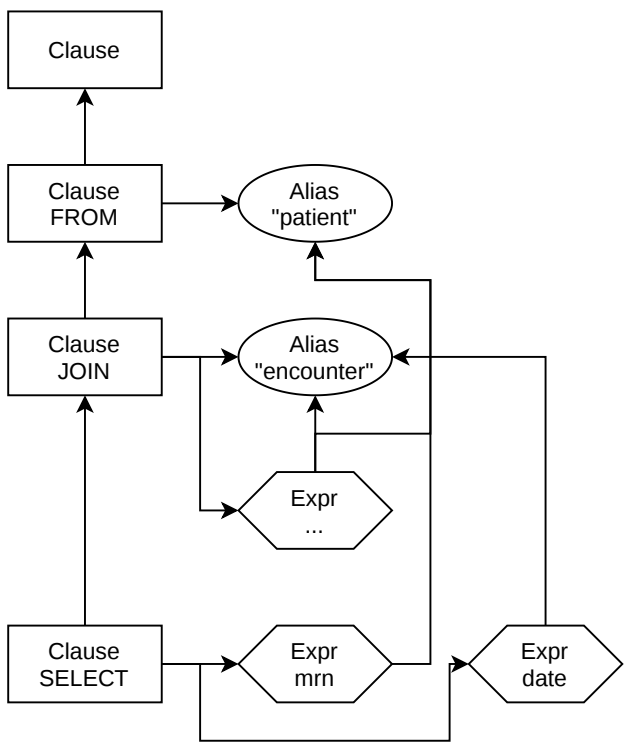 Clause
Clause
FROM
Alias
"patient"
Clause
JOIN
Alias
"encounter"
Expr
...
Clause
SELECT
Expr
mrn
Expr
date